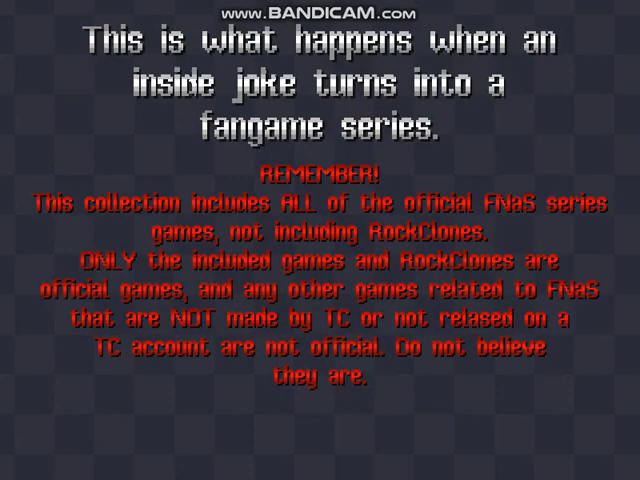 www.BANDICAM.com
This is what happens when an
inside joke turns into a
fangame series.
REMEMBER!
This collection includes ALL of the official FNaS series
games, not including RockClones.
ONLY the included games and RockClones are
official games, and any other games related to FNaS
that are NOT made by TC or not relased on a
TC account are not official. Do not believe
they are.